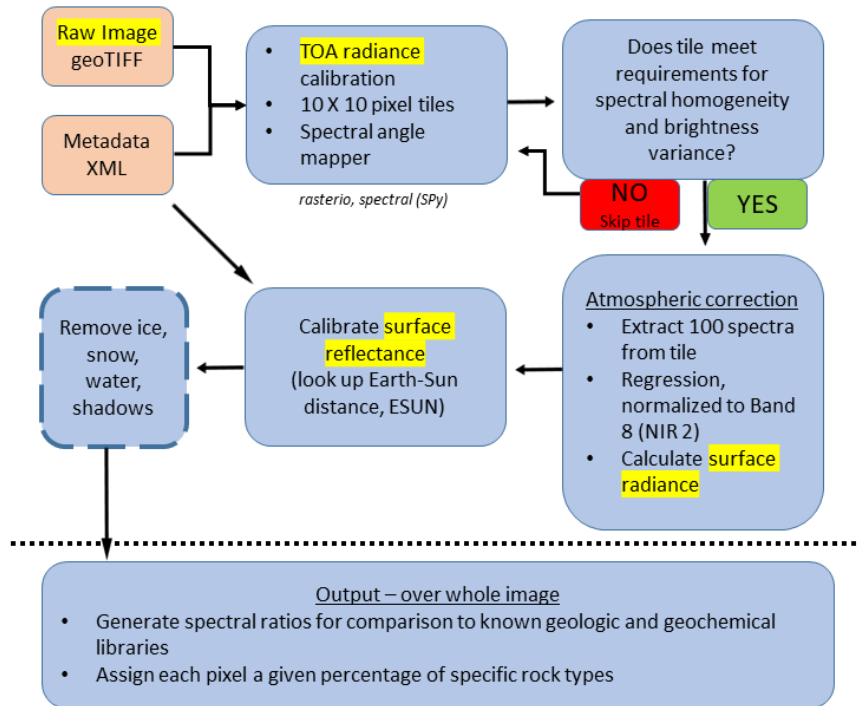 Raw Image
geoTIFF
Metadata
XML
• TOA radiance
calibration
• 10 X 10 pixel tiles
• Spectral angle
mapper
rasterio, spectral (SPy)
Does tile meet
requirements for
spectral homogeneity
and brightness
variance?
NO
Skip tile
YES
Atmospheric correction
• Extract 100 spectra
from tile
• Regression,
normalized to Band
8 (NIR 2)
• Calculate surface
radiance
Calibrate surface
reflectance
(look up Earth-Sun
distance, ESUN)
Remove ice,
snow,
water,
shadows
Output – over whole image
• Generate spectral ratios for comparison to known geologic and geochemical
libraries
• Assign each pixel a given percentage of specific rock types